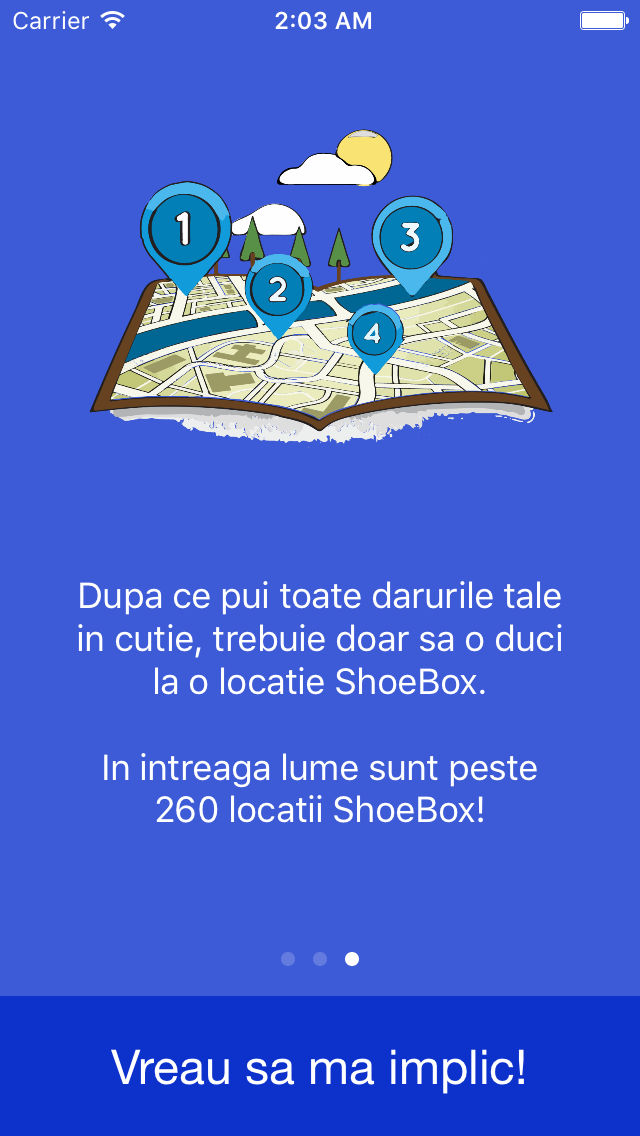 Carrier 2:03 AM
1
2
3
4
Dupa ce pui toate darurile tale
in cutie, trebuie doar sa o duci
la o locatie ShoeBox.
In intreaga lume sunt peste
260 locatii ShoeBox!
Vreau sa ma implic!